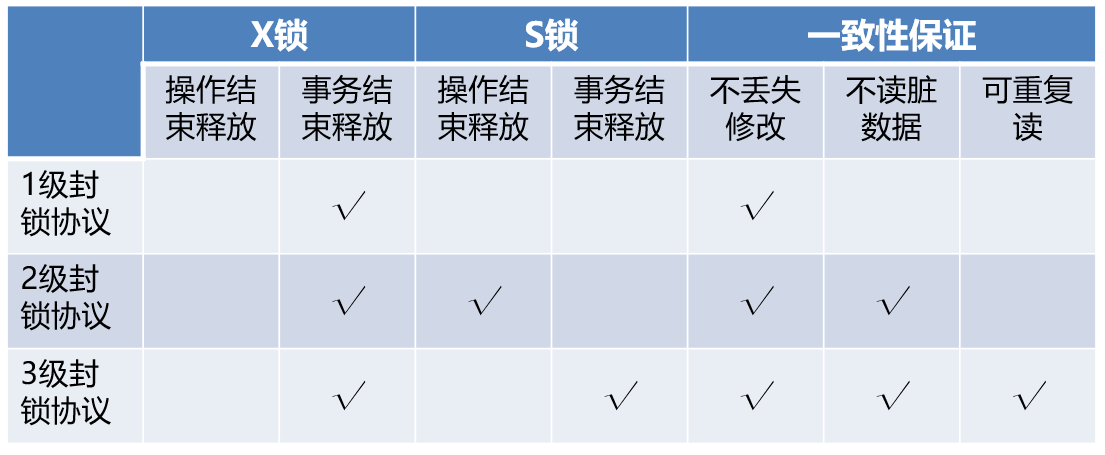 X锁 S锁 一致性保证
操作结 事务结 操作结 事务结 不丢失 不读脏 可重复
束释放 束释放 束释放 束释放 修改 数据 读
1级封
锁协议 √ √
2级封
锁协议 √ √ √ √
3级封
锁协议 √ √ √ √ √